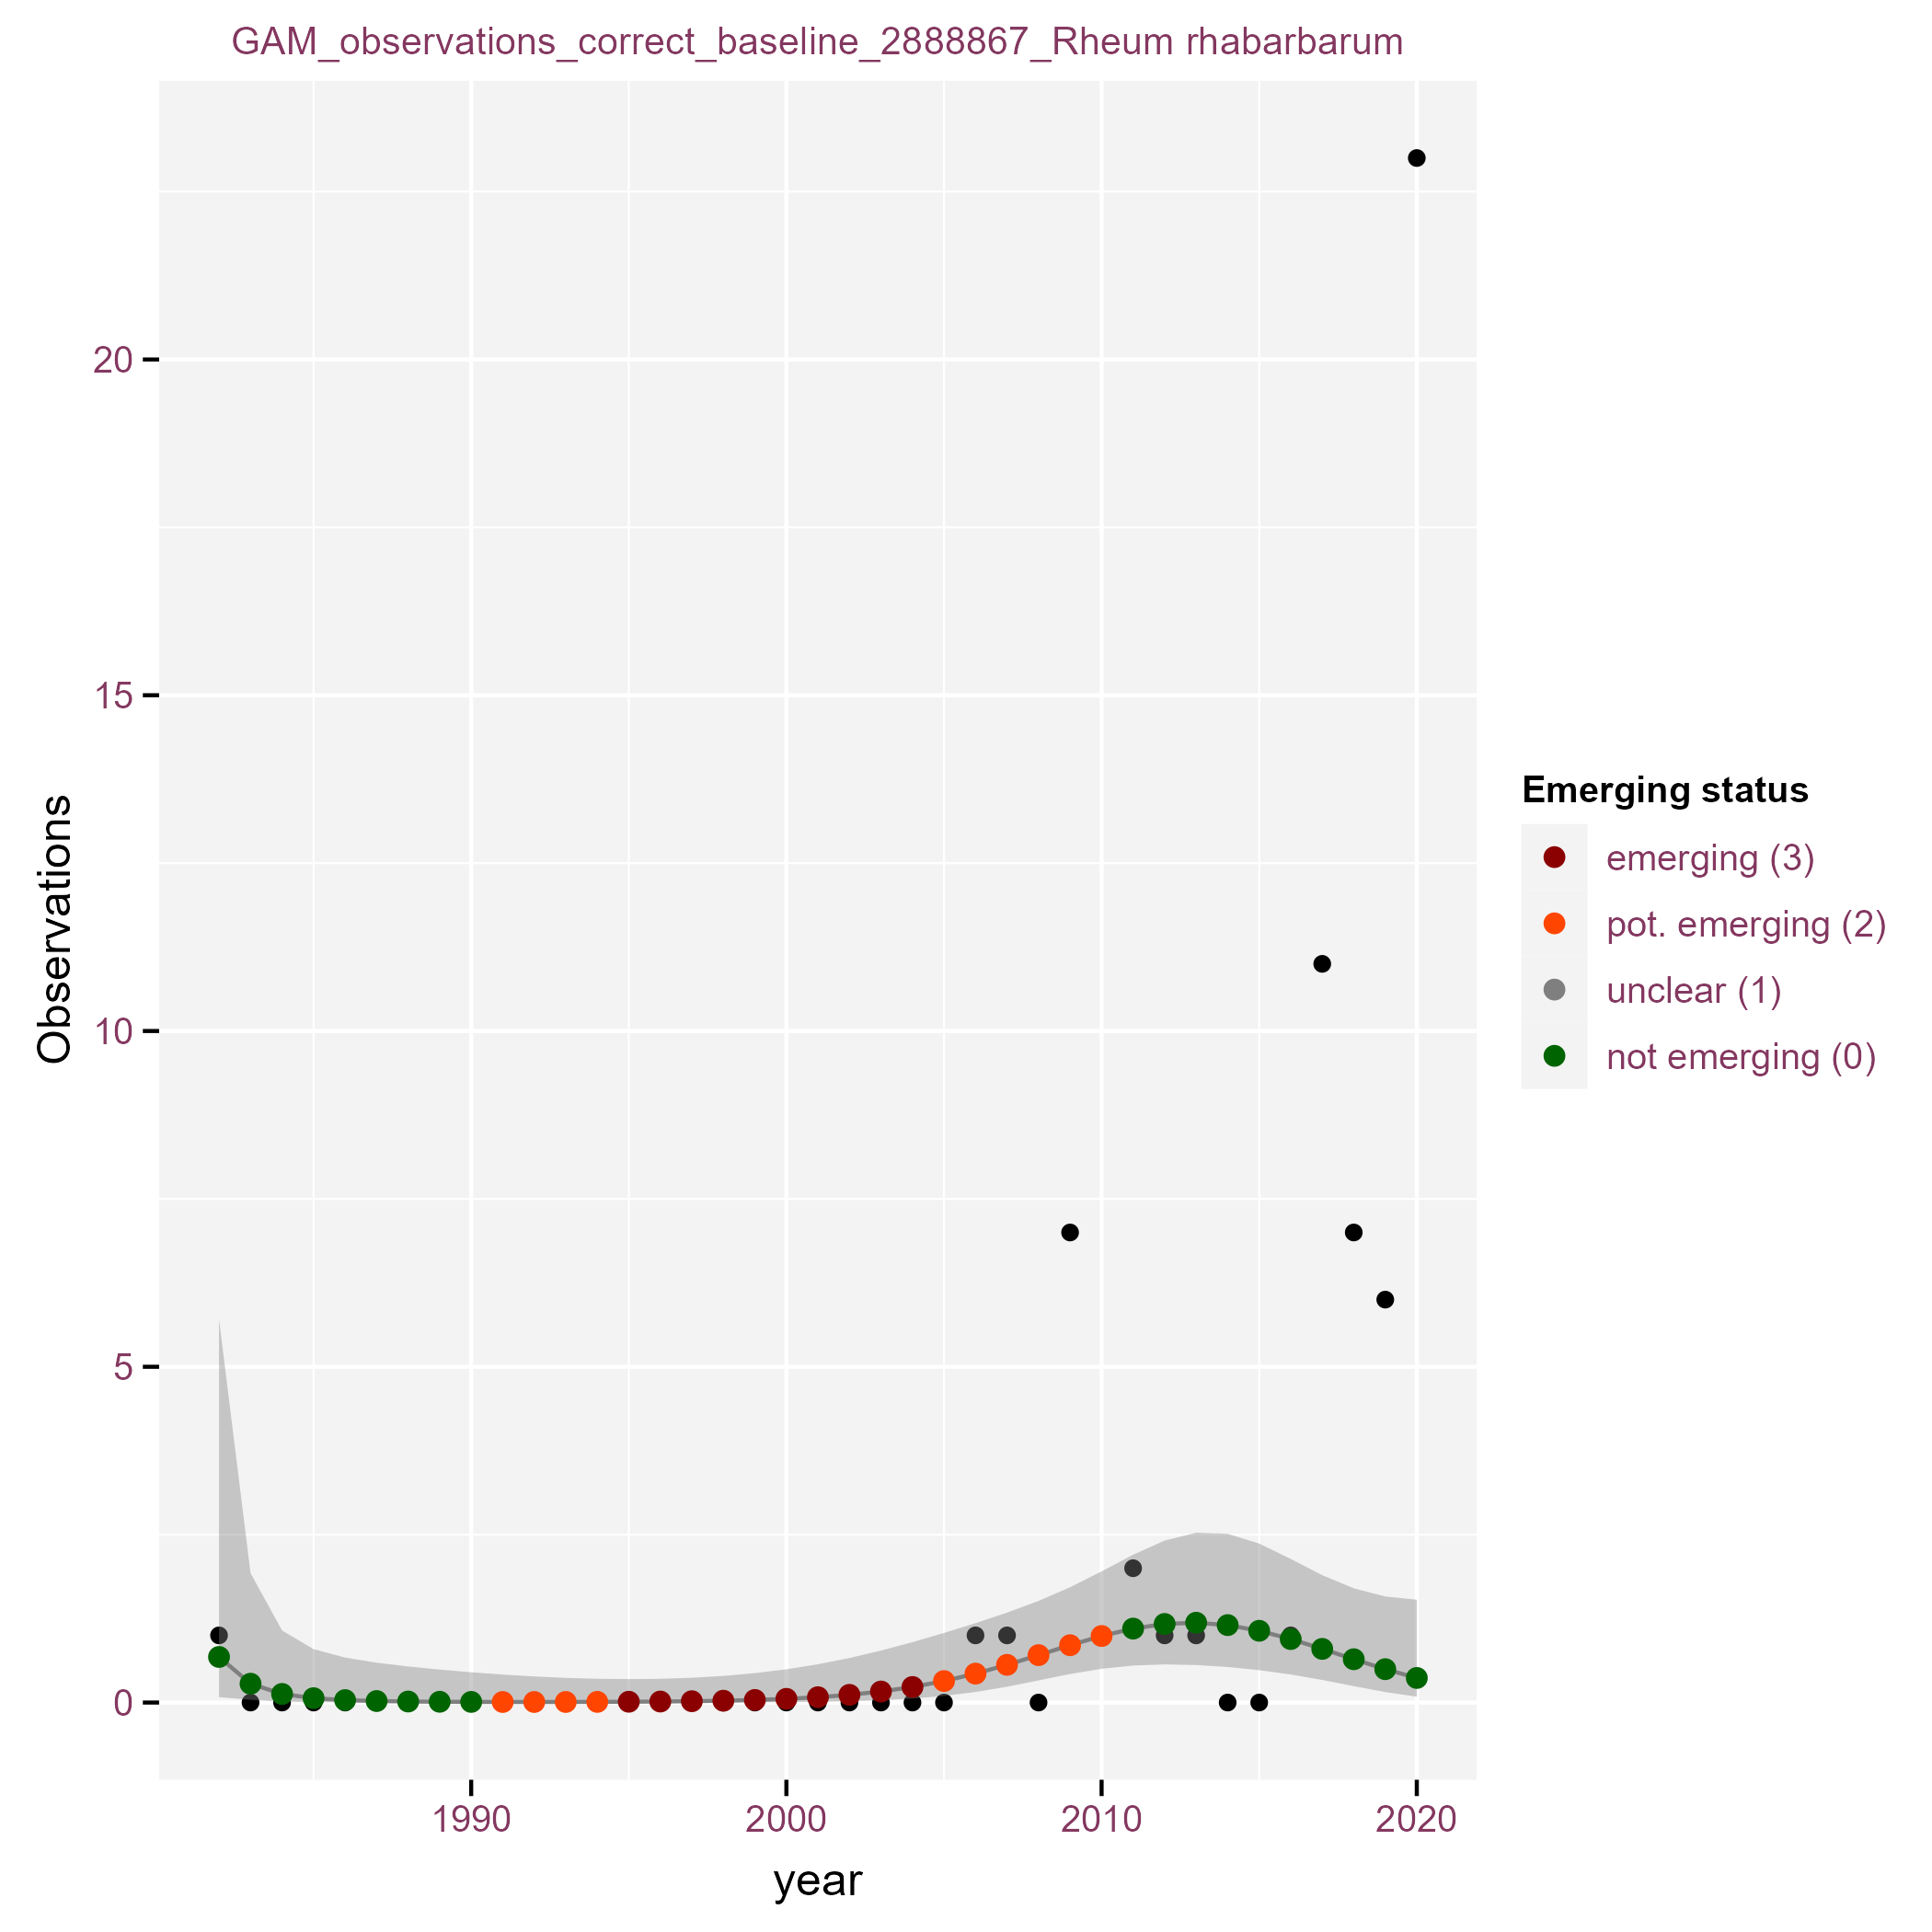 GAM_observations_correct_baseline_2888867_Rheum rhabarbarum
Observations
20
15
10
5
0
1990 2000 2010 2020
year
Emerging status
emerging (3)
pot. emerging (2)
unclear (1)
not emerging (0)